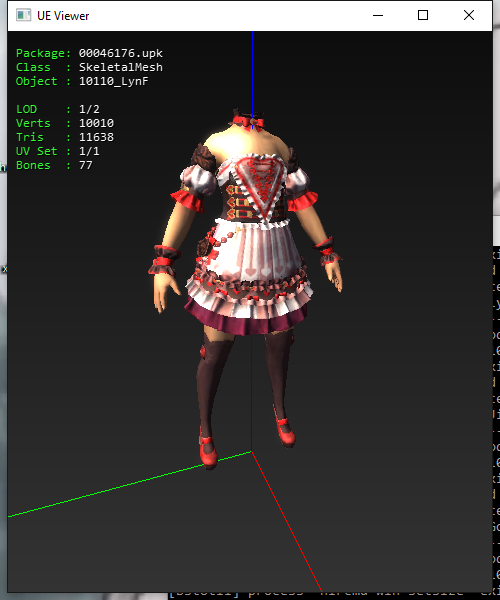 UE Viewer
Package: 00046176.upk
Class : SkeletalMesh
Object : 10110_LynF
LOD : 1/2
Verts : 10010
Tris : 11638
UV Set : 1/1
Bones : 77